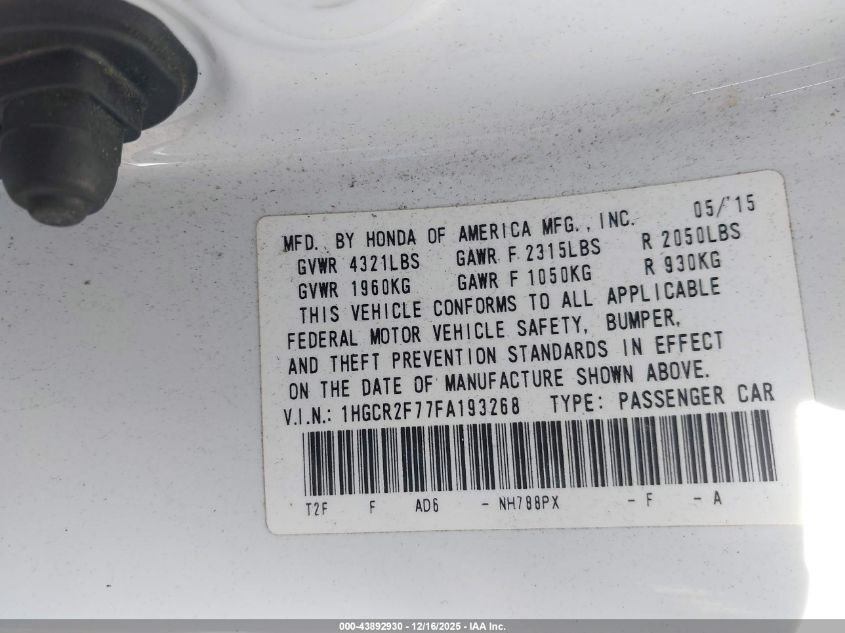 MFD. BY HONDA OF AMERICA MFG., INC. 05/'15
GVWR 4321LBS GAWR F 2315LBS R 2050LBS
GVWR 1960KG GAWR F 1050KG R 930KG
THIS VEHICLE CONFORMS TO ALL APPLICABLE
FEDERAL MOTOR VEHICLE SAFETY, BUMPER,
AND THEFT PREVENTION STANDARDS IN EFFECT
ON THE DATE OF MANUFACTURE SHOWN ABOVE.
V.I.N.: 1HGCR2F77FA193268 TYPE: PASSENGER CAR
T2F F AD6 - NH788PX - F - A
000-43892930 - 12/16/2025 - IAA Inc.